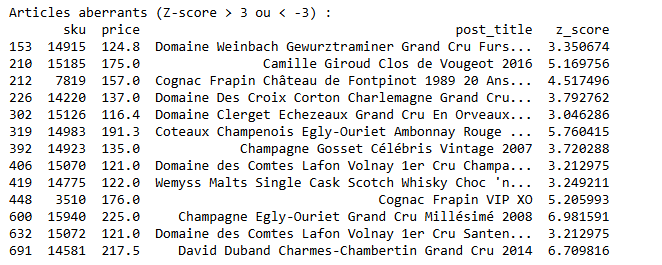 Articles aberrants (Z-score > 3 ou < -3) :
sku price post_title z_score
153 14915 124.8 Domaine Weinbach Gewurztraminer Grand Cru Furs... 3.350674
210 15185 175.0 Camille Giroud Clos de Vougeot 2016 5.169756
212 7819 157.0 Cognac Frapin Château de Fontpinot 1989 20 Ans... 4.517496
226 14220 137.0 Domaine Des Croix Corton Charlemagne Grand Cru... 3.792762
302 15126 116.4 Domaine Clerget Echezeaux Grand Cru En Orveaux... 3.046286
319 14983 191.3 Coteaux Champenois Egly-Ouriet Ambonnay Rouge ... 5.760415
392 14923 135.0 Champagne Gosset Célébris Vintage 2007 3.720288
406 15070 121.0 Domaine des Comtes Lafon Volnay 1er Cru Champa... 3.212975
419 14775 122.0 Wemyss Malts Single Cask Scotch Whisky Choc 'n... 3.249211
448 3510 176.0 Cognac Frapin VIP XO 5.205993
600 15940 225.0 Champagne Egly-Ouriet Grand Cru Millésimé 2008 6.981591
632 15072 121.0 Domaine des Comtes Lafon Volnay 1er Cru Santen... 3.212975
691 14581 217.5 David Duband Charmes-Chambertin Grand Cru 2014 6.709816